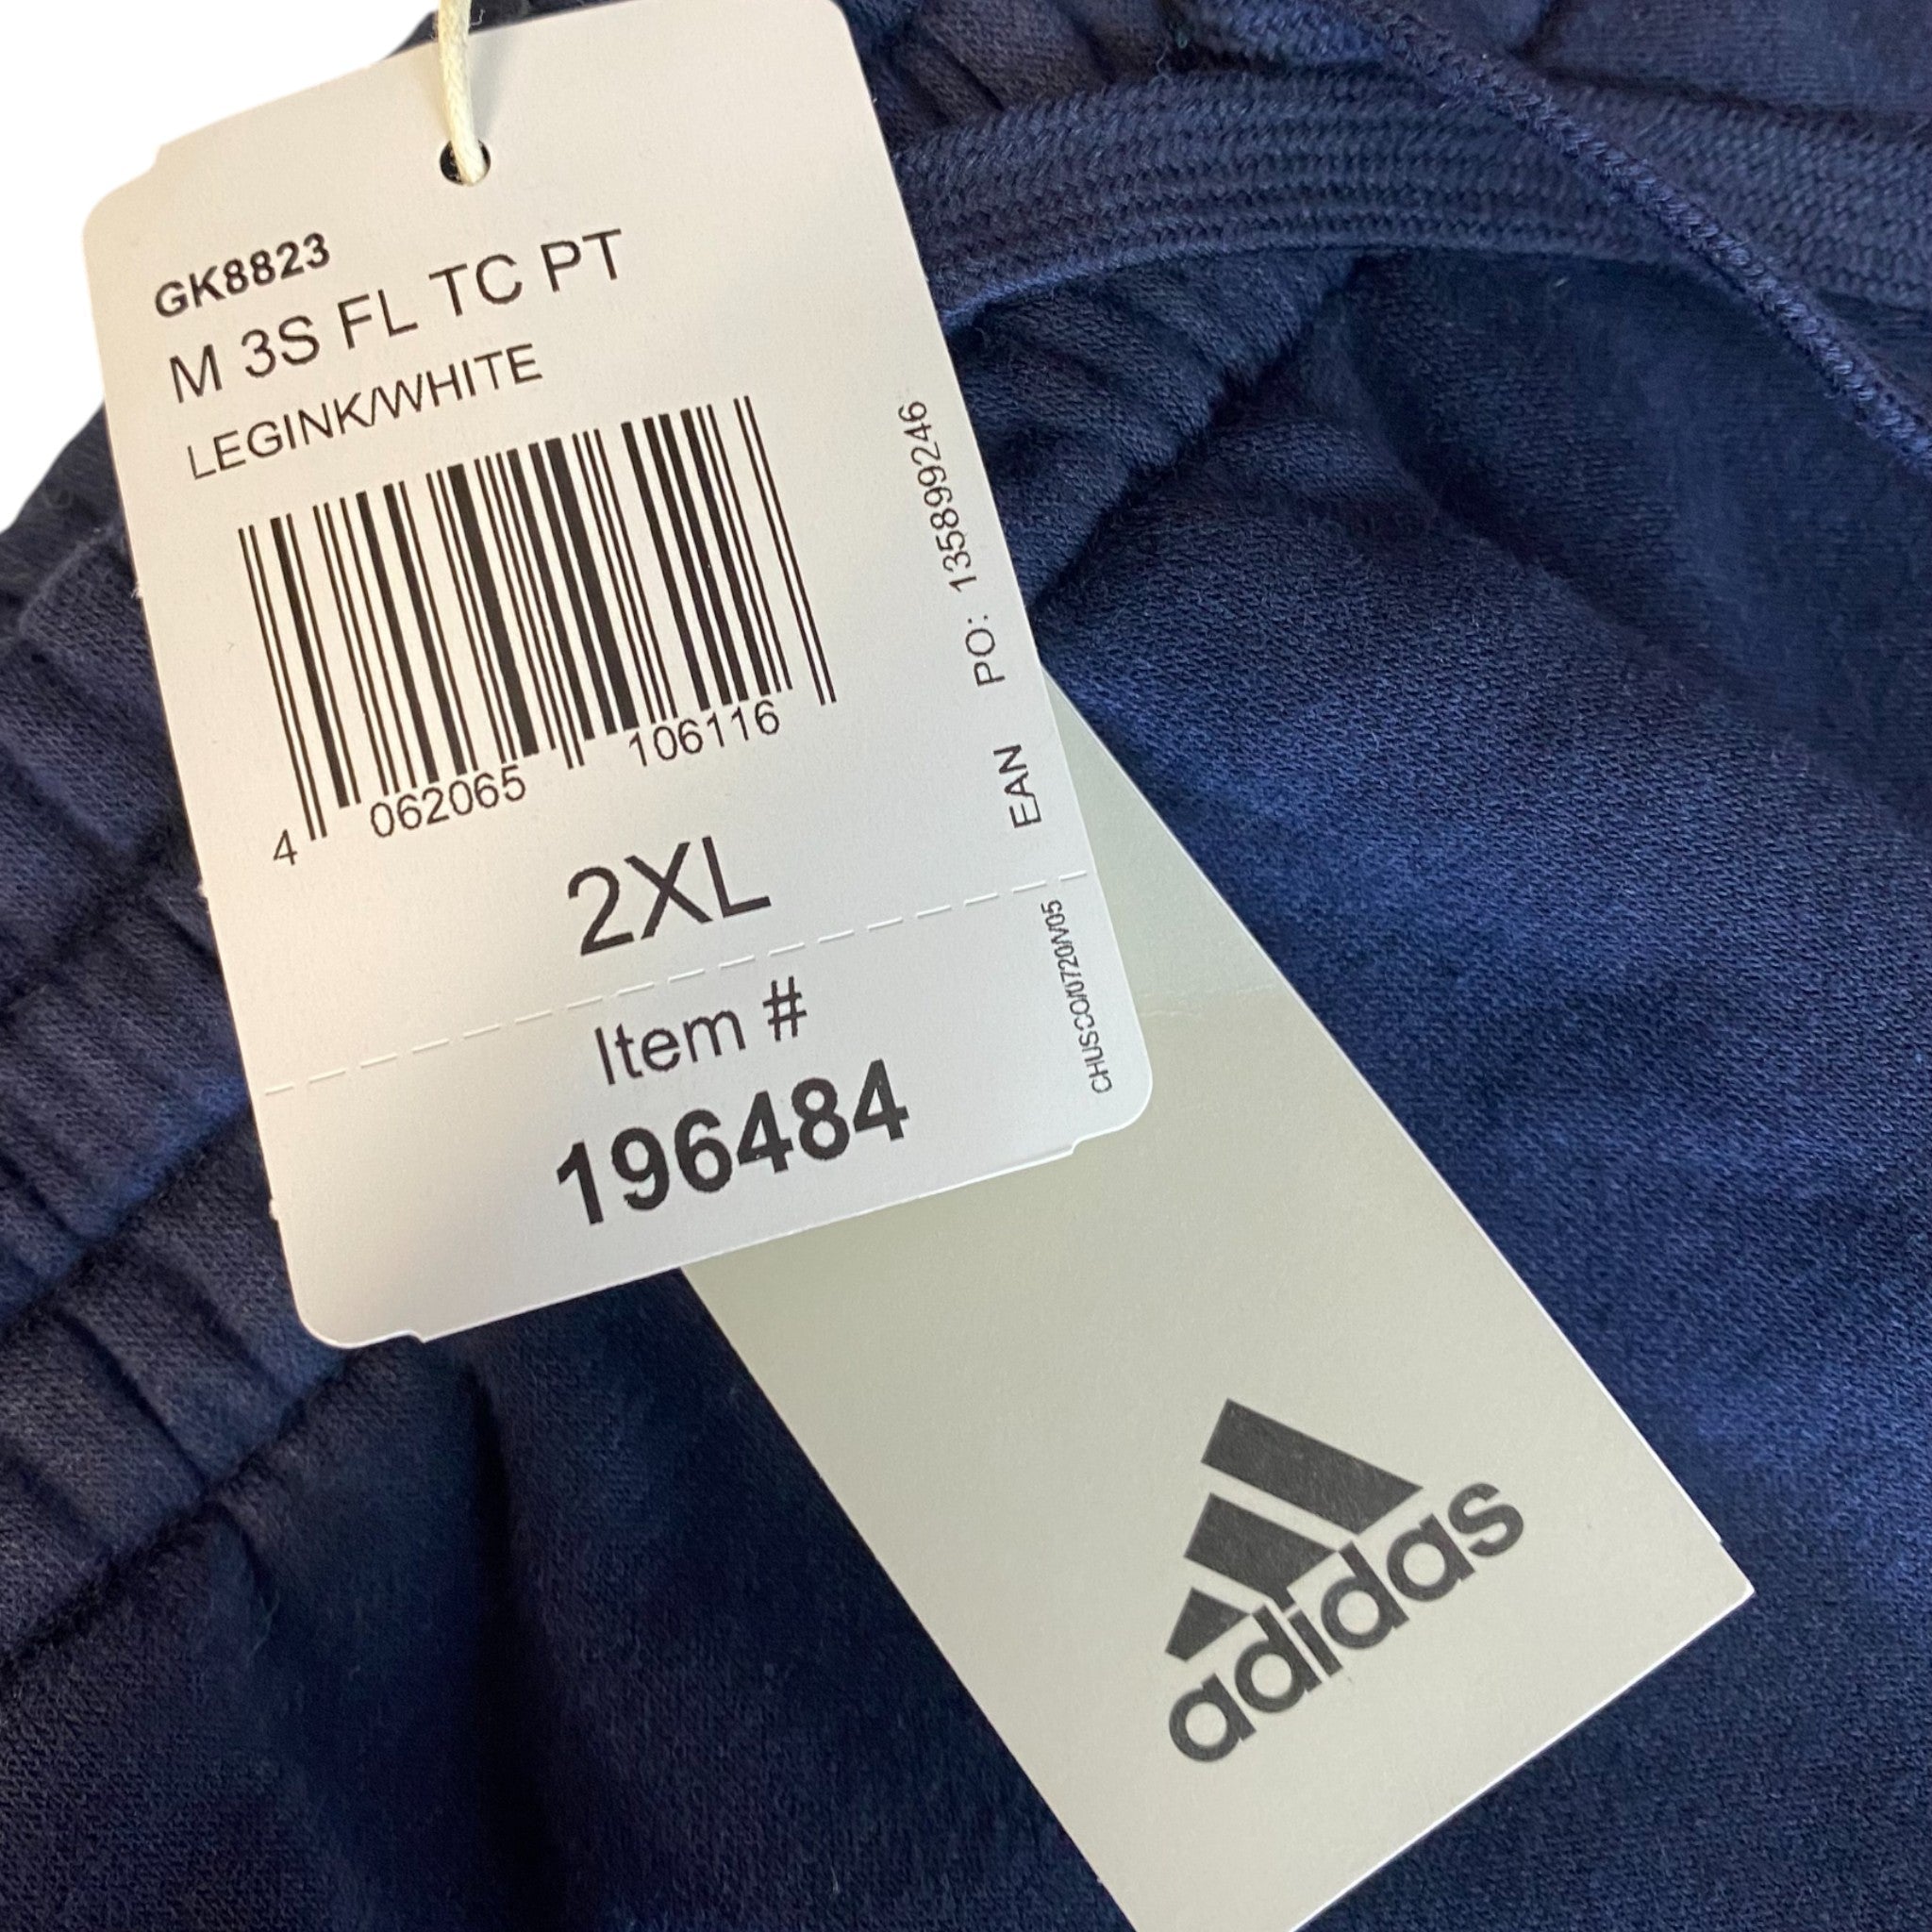 GK8823
M 3S FL TC PT
LEGINK/WHITE
4 062065 106116
EAN PO: 1358999246
2XL
CHUSCO/0720/V05
Item #
196484
adidas